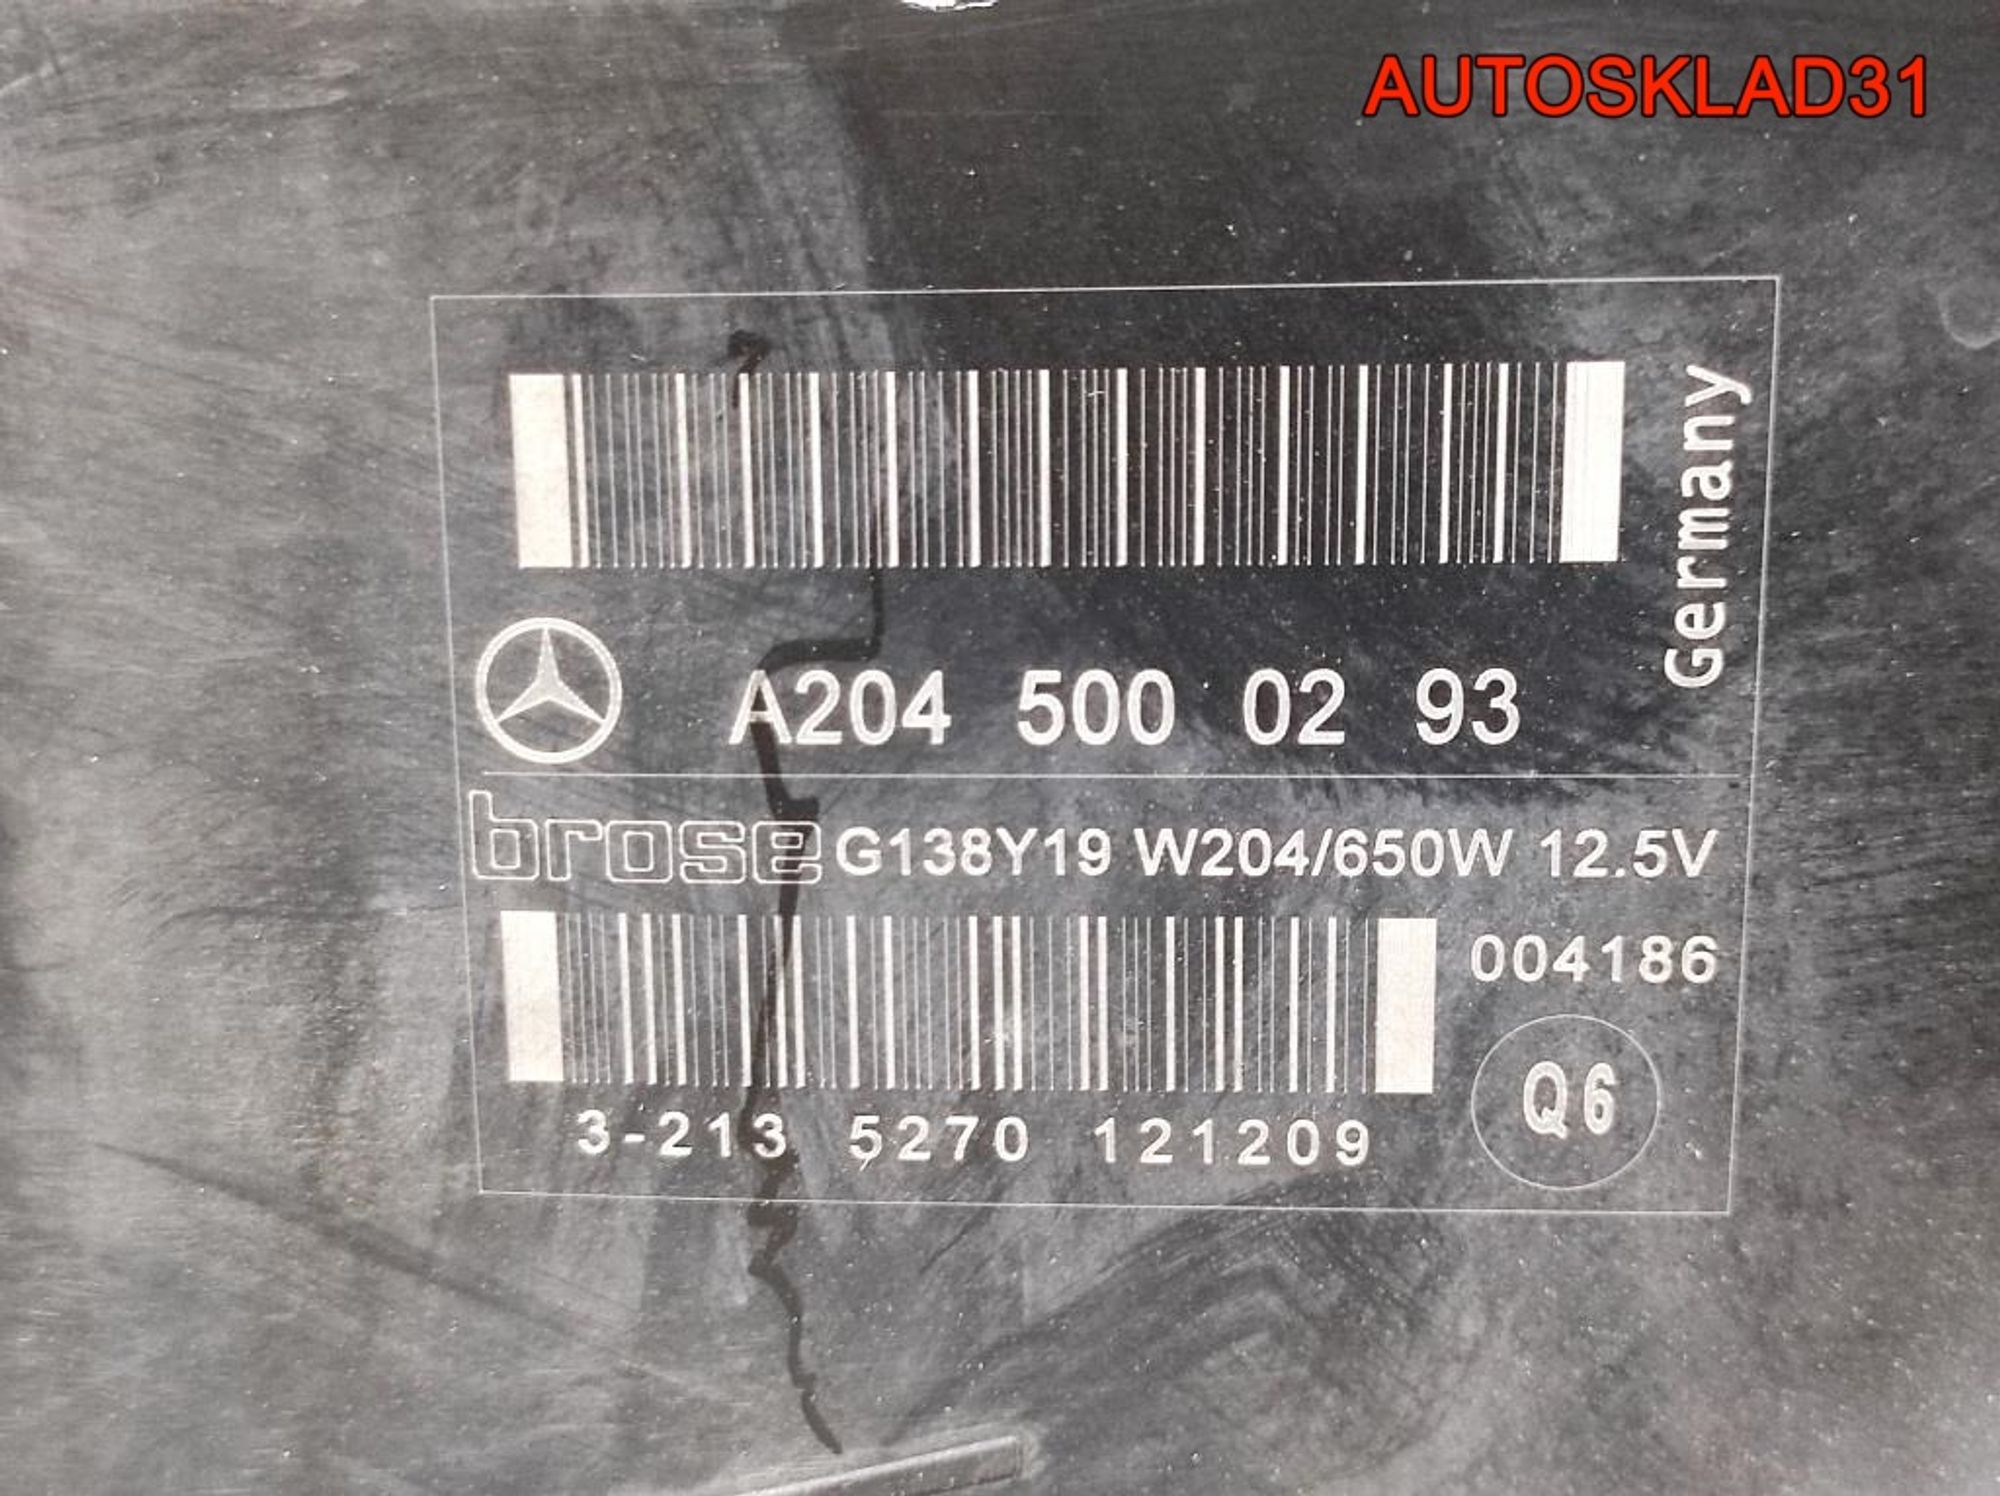 AUTOSKLAD31
Germany
A204 500 02 93
brose G138Y19 W204/650W 12.5V
004186
Q6
3-213 5270 121209